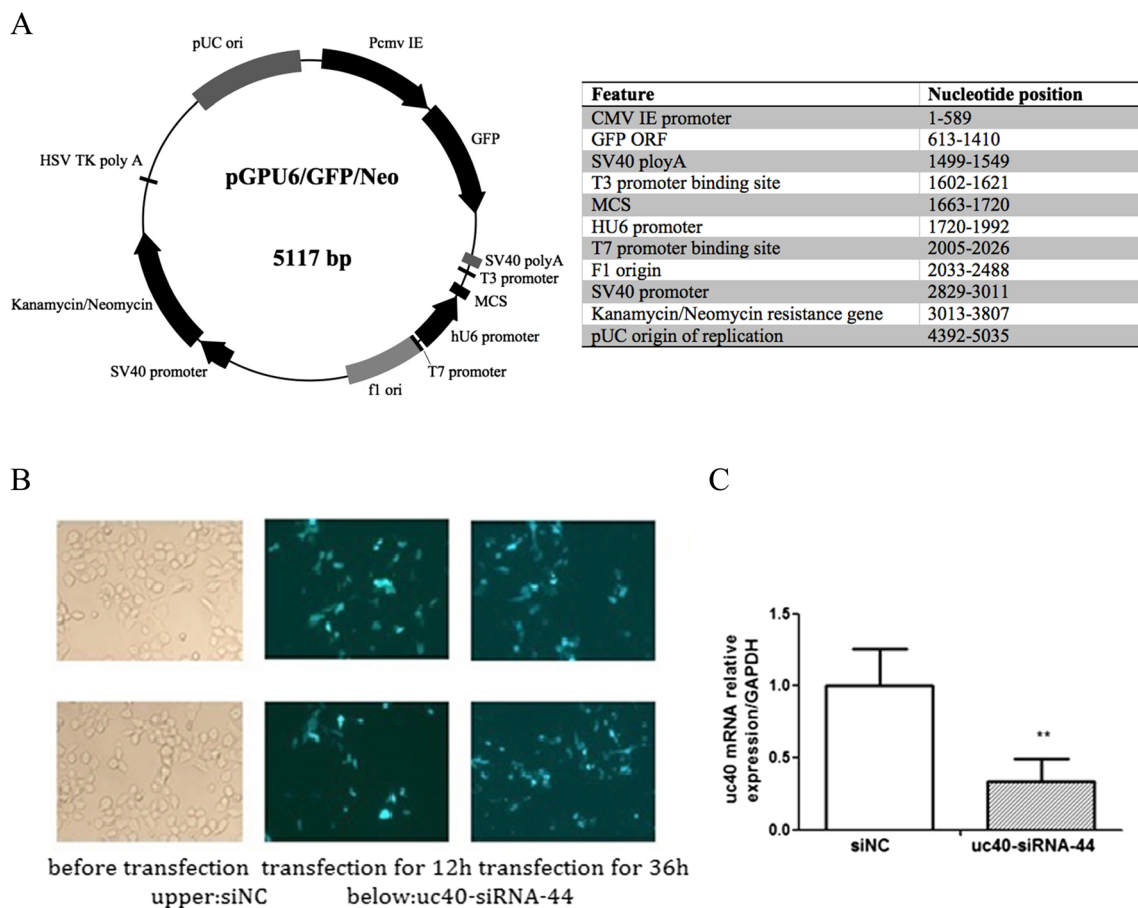 A
pUC ori
Pcmv IE
GFP
HSV TK poly A
pGPU6/GFP/Neo
5117 bp
SV40 polyA
T3 promoter
MCS
Kanamycin/Neomycin
hU6 promoter
SV40 promoter
T7 promoter
f1 ori
Feature Nucleotide position
CMV IE promoter 1-589
GFP ORF 613-1410
SV40 ployA 1499-1549
T3 promoter binding site 1602-1621
MCS 1663-1720
HU6 promoter 1720-1992
T7 promoter binding site 2005-2026
F1 origin 2033-2488
SV40 promoter 2829-3011
Kanamycin/Neomycin resistance gene 3013-3807
pUC origin of replication 4392-5035
B
before transfection transfection for 12h transfection for 36h
upper:siNC below:uc40-siRNA-44
C
uc40 mRNA relative
expression/GAPDH
1.5
1.0
0.5
0.0
**
siNC uc40-siRNA-44